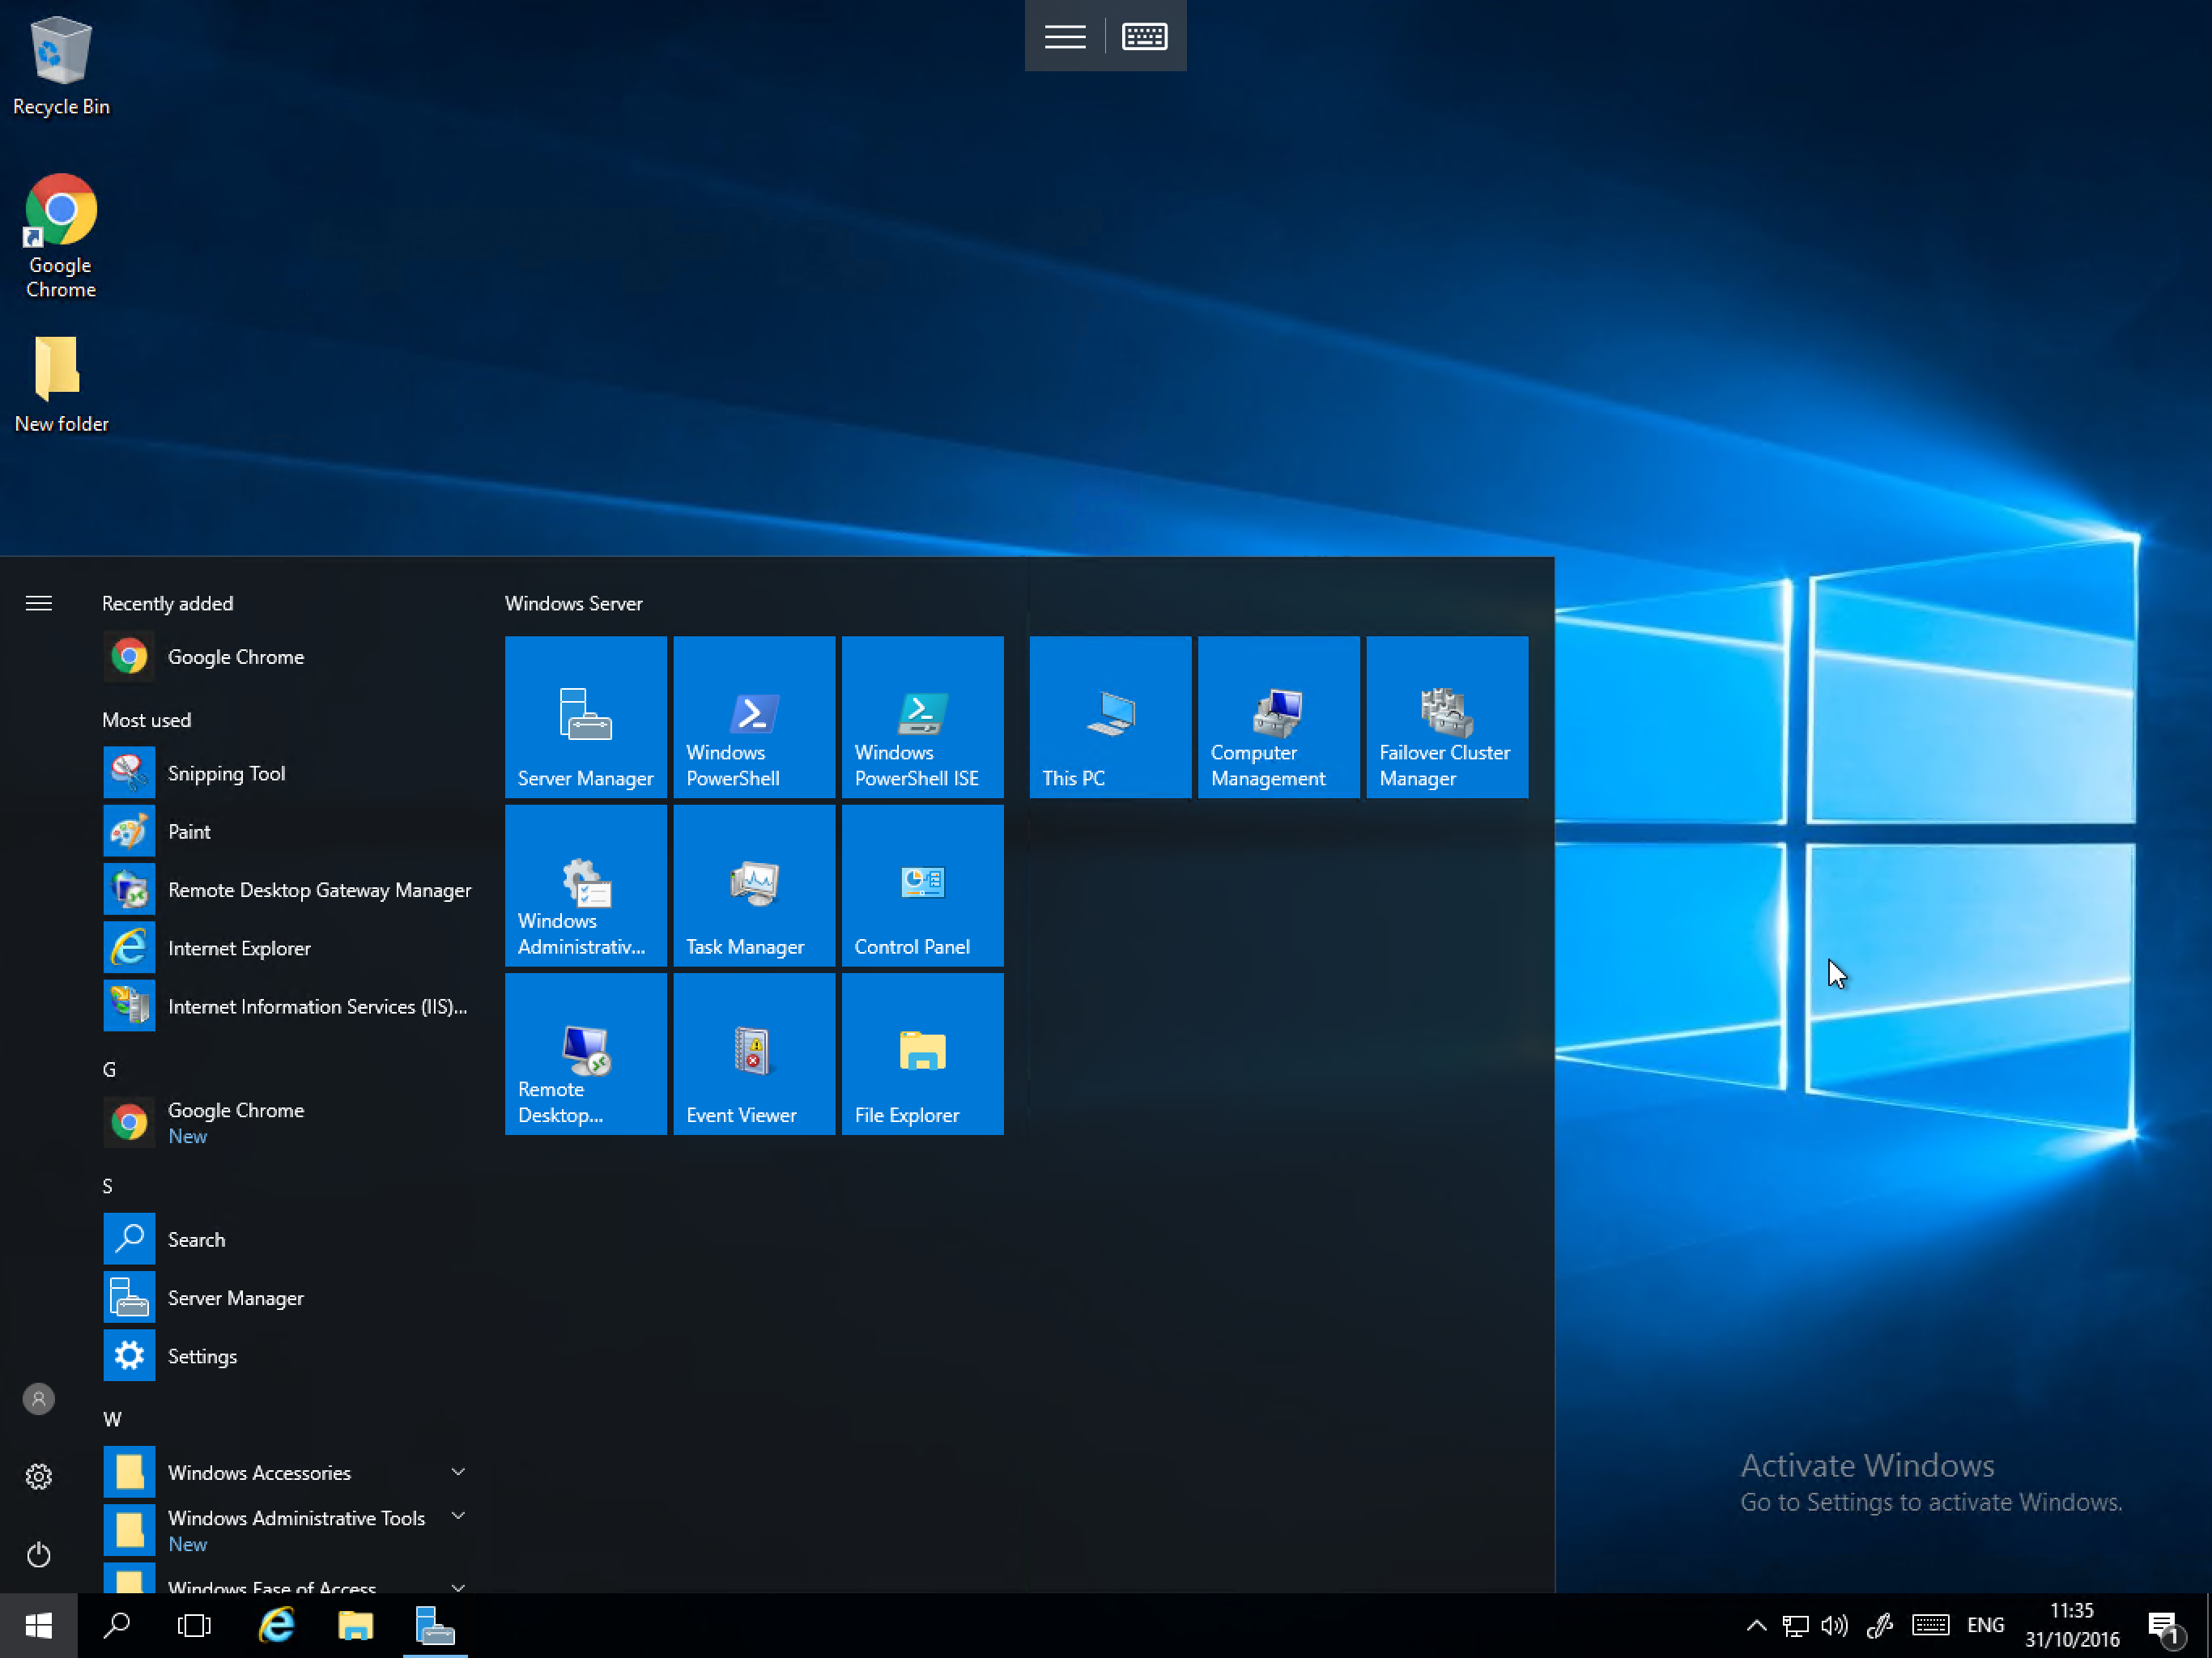 Recycle Bin
Google
Chrome
New folder
Recently added
Google Chrome
Most used
Snipping Tool
Paint
Remote Desktop Gateway Manager
Internet Explorer
Internet Information Services (IIS)...
G
Google Chrome
New
S
Search
Server Manager
Settings
W
Windows Accessories
Windows Administrative Tools
New
Windows Ease of Access
Windows Server
Server Manager
Windows
PowerShell
Windows
PowerShell ISE
This PC
Computer
Management
Failover Cluster
Manager
Windows
Administrativ...
Task Manager
Control Panel
Remote
Desktop...
Event Viewer
File Explorer
Activate Windows
Go to Settings to activate Windows.
ENG
11:35
31/10/2016
1